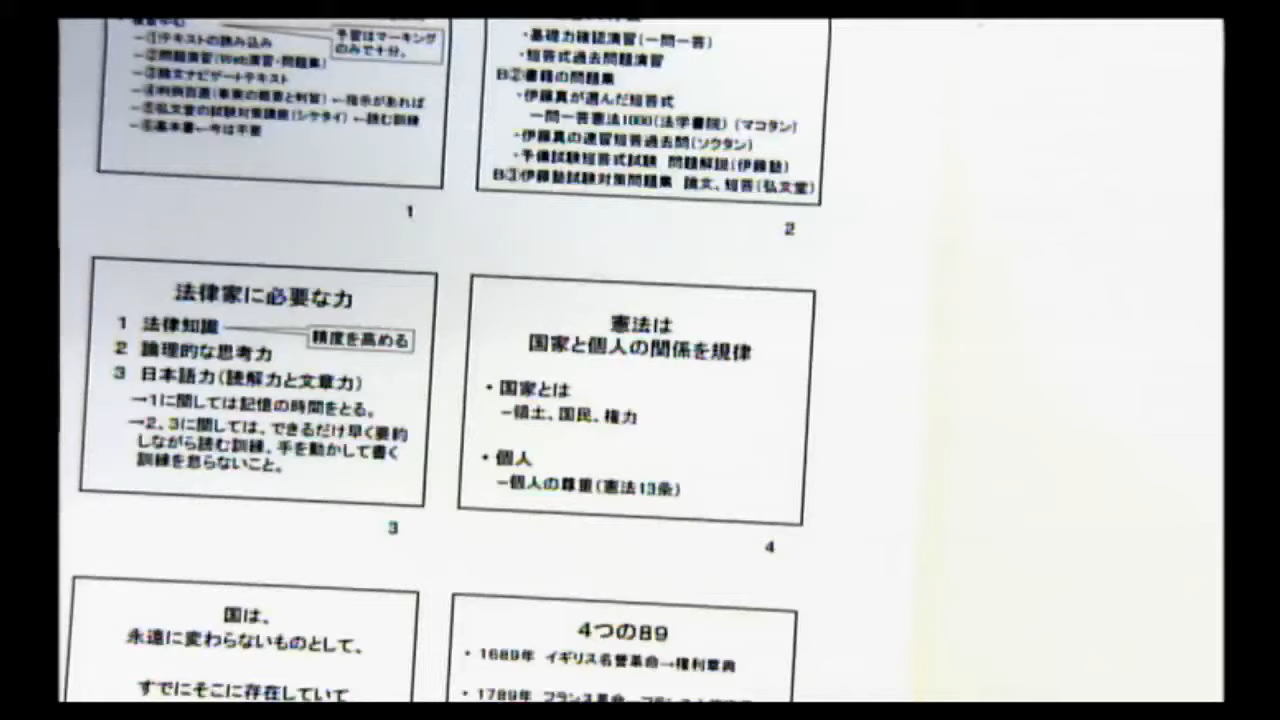 予習はマーキング
のみで十分。
－①テキストの読み込み
－②問題演習(Web演習・問題集)
－③論文ナビゲートテキスト
－④判例百選(事案の概要と判旨) ←指示があれば
－⑤弘文堂の試験対策講座(シケタイ) ←読む訓練
－⑥基本書←今は不要
1
・基礎力確認演習(一問一答)
・短答式過去問題演習
B②書籍の問題集
・伊藤真が選んだ短答式
一問一答憲法1000(法学書院) (マコタン)
・伊藤真の速習短答過去問(ソクタン)
・予備試験短答式試験 問題解説(伊藤塾)
B③伊藤塾試験対策問題集 論文、短答(弘文堂)
2
法律家に必要な力
1 法律知識
精度を高める
2 論理的な思考力
3 日本語力(読解力と文章力)
→1に関しては記憶の時間をとる。
→2、3に関しては、できるだけ早く要約
しながら読む訓練、手を動かして書く
訓練を怠らないこと。
3
憲法は
国家と個人の関係を規律
・国家とは
－領土、国民、権力
・個人
－個人の尊重(憲法13条)
4
国は、
永遠に変わらないものとして、
すでにそこに存在していて
4つの89
・1689年 イギリス名誉革命→権利章典
・1789年 フランス革命